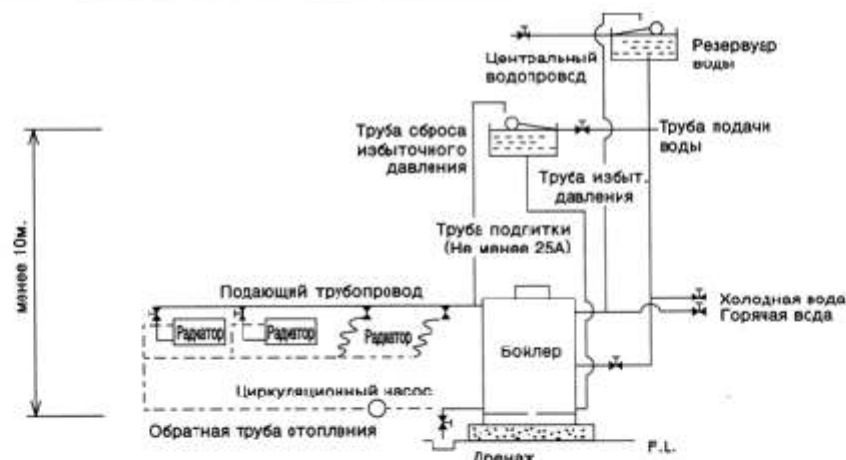 Центральный
водопровод
Резервуар
воды
Труба сброса
избыточного
давления
Труба подачи
воды
Труба избыт.
давления
Труба подпитки
(Не менее 25А)
менее 10м.
Подающий трубопровод
Холодная вода
Горячая вода
Радиатор
Радиатор
Радиатор
Бойлер
Циркуляционный насос
Обратная труба отопления
Дренаж
F.L.